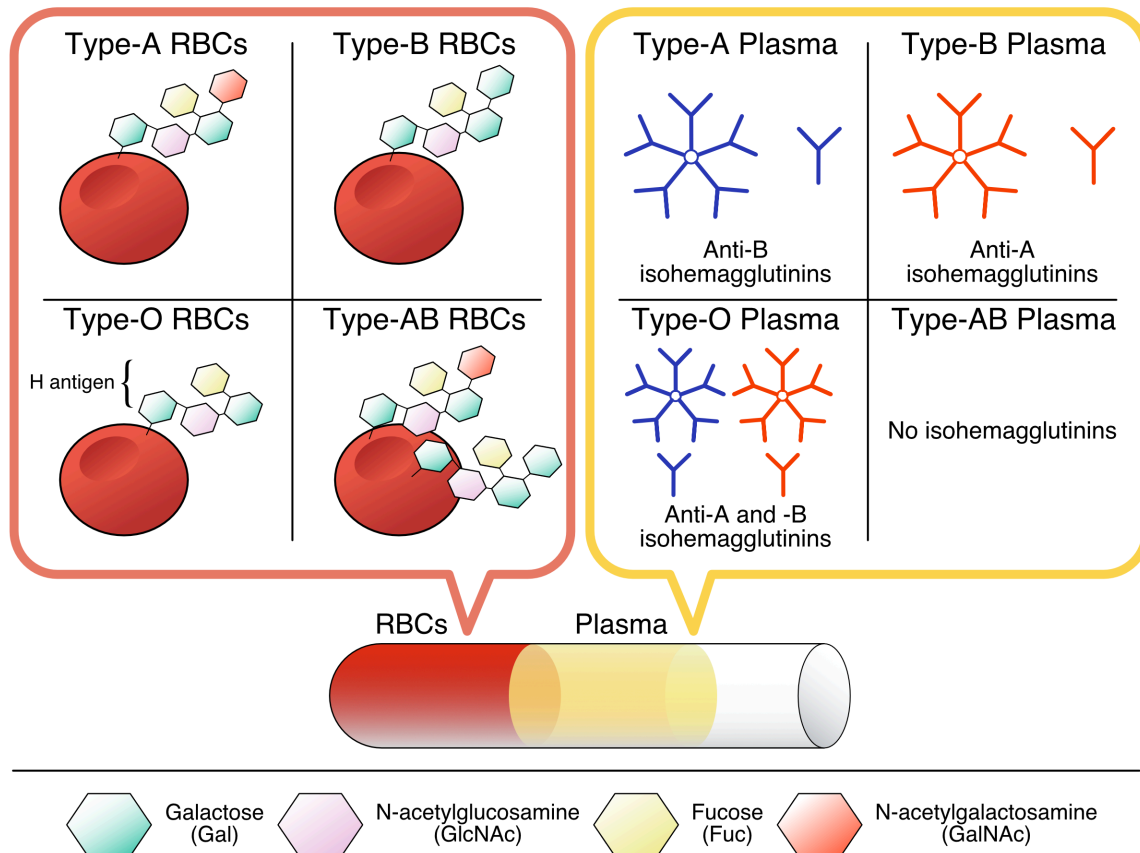 Type-A RBCs
Type-B RBCs
Type-O RBCs
Type-AB RBCs
H antigen {
Type-A Plasma
Anti-B
isohemagglutinins
Type-B Plasma
Anti-A
isohemagglutinins
Type-O Plasma
Anti-A and -B
isohemagglutinins
Type-AB Plasma
No isohemagglutinins
RBCs
Plasma
Galactose
(Gal)
N-acetylglucosamine
(GlcNAc)
Fucose
(Fuc)
N-acetylgalactosamine
(GalNAc)